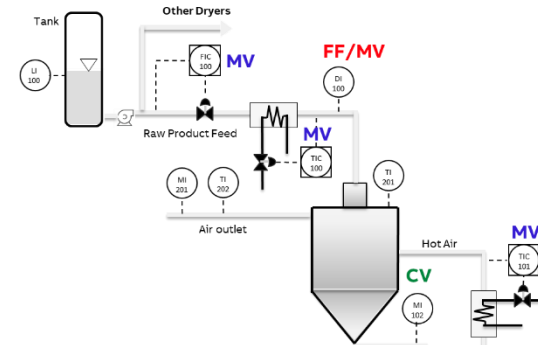 Other Dryers
Tank
LI
100
FIC
100
MV
FF/MV
DI
100
Raw Product Feed
MV
TIC
100
MI
201
TI
202
TI
201
Air outlet
Hot Air
MV
TIC
101
CV
MI
102